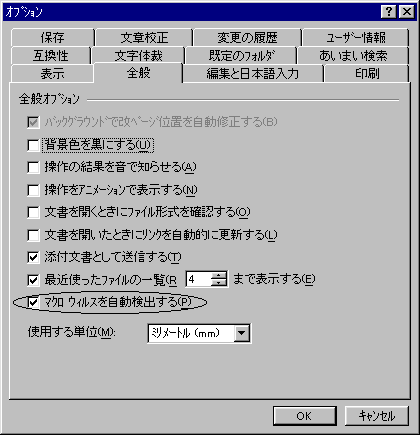 ｵﾌﾟｼｮﾝ
保存 文章校正 変更の履歴 ﾕｰｻﾞｰ情報
互換性 文字体裁 既定のﾌｫﾙﾀﾞ あいまい検索
表示 全般 編集と日本語入力 印刷
全般ｵﾌﾟｼｮﾝ
ﾊﾞｯｸｸﾞﾗｳﾝﾄﾞで改ﾍﾟｰｼﾞ位置を自動修正する(B)
背景色を黒にする(U)
操作の結果を音で知らせる(A)
操作をｱﾆﾒｰｼｮﾝで表示する(N)
文書を開くときにﾌｧｲﾙ形式を確認する(O)
文書を開いたときにﾘﾝｸを自動的に更新する(L)
添付文書として送信する(T)
最近使ったﾌｧｲﾙの一覧(R 4 まで表示する(E)
ﾏｸﾛ ｳｨﾙｽを自動検出する(P)
使用する単位(M): ﾐﾘﾒｰﾄﾙ (mm)
OK ｷｬﾝｾﾙ